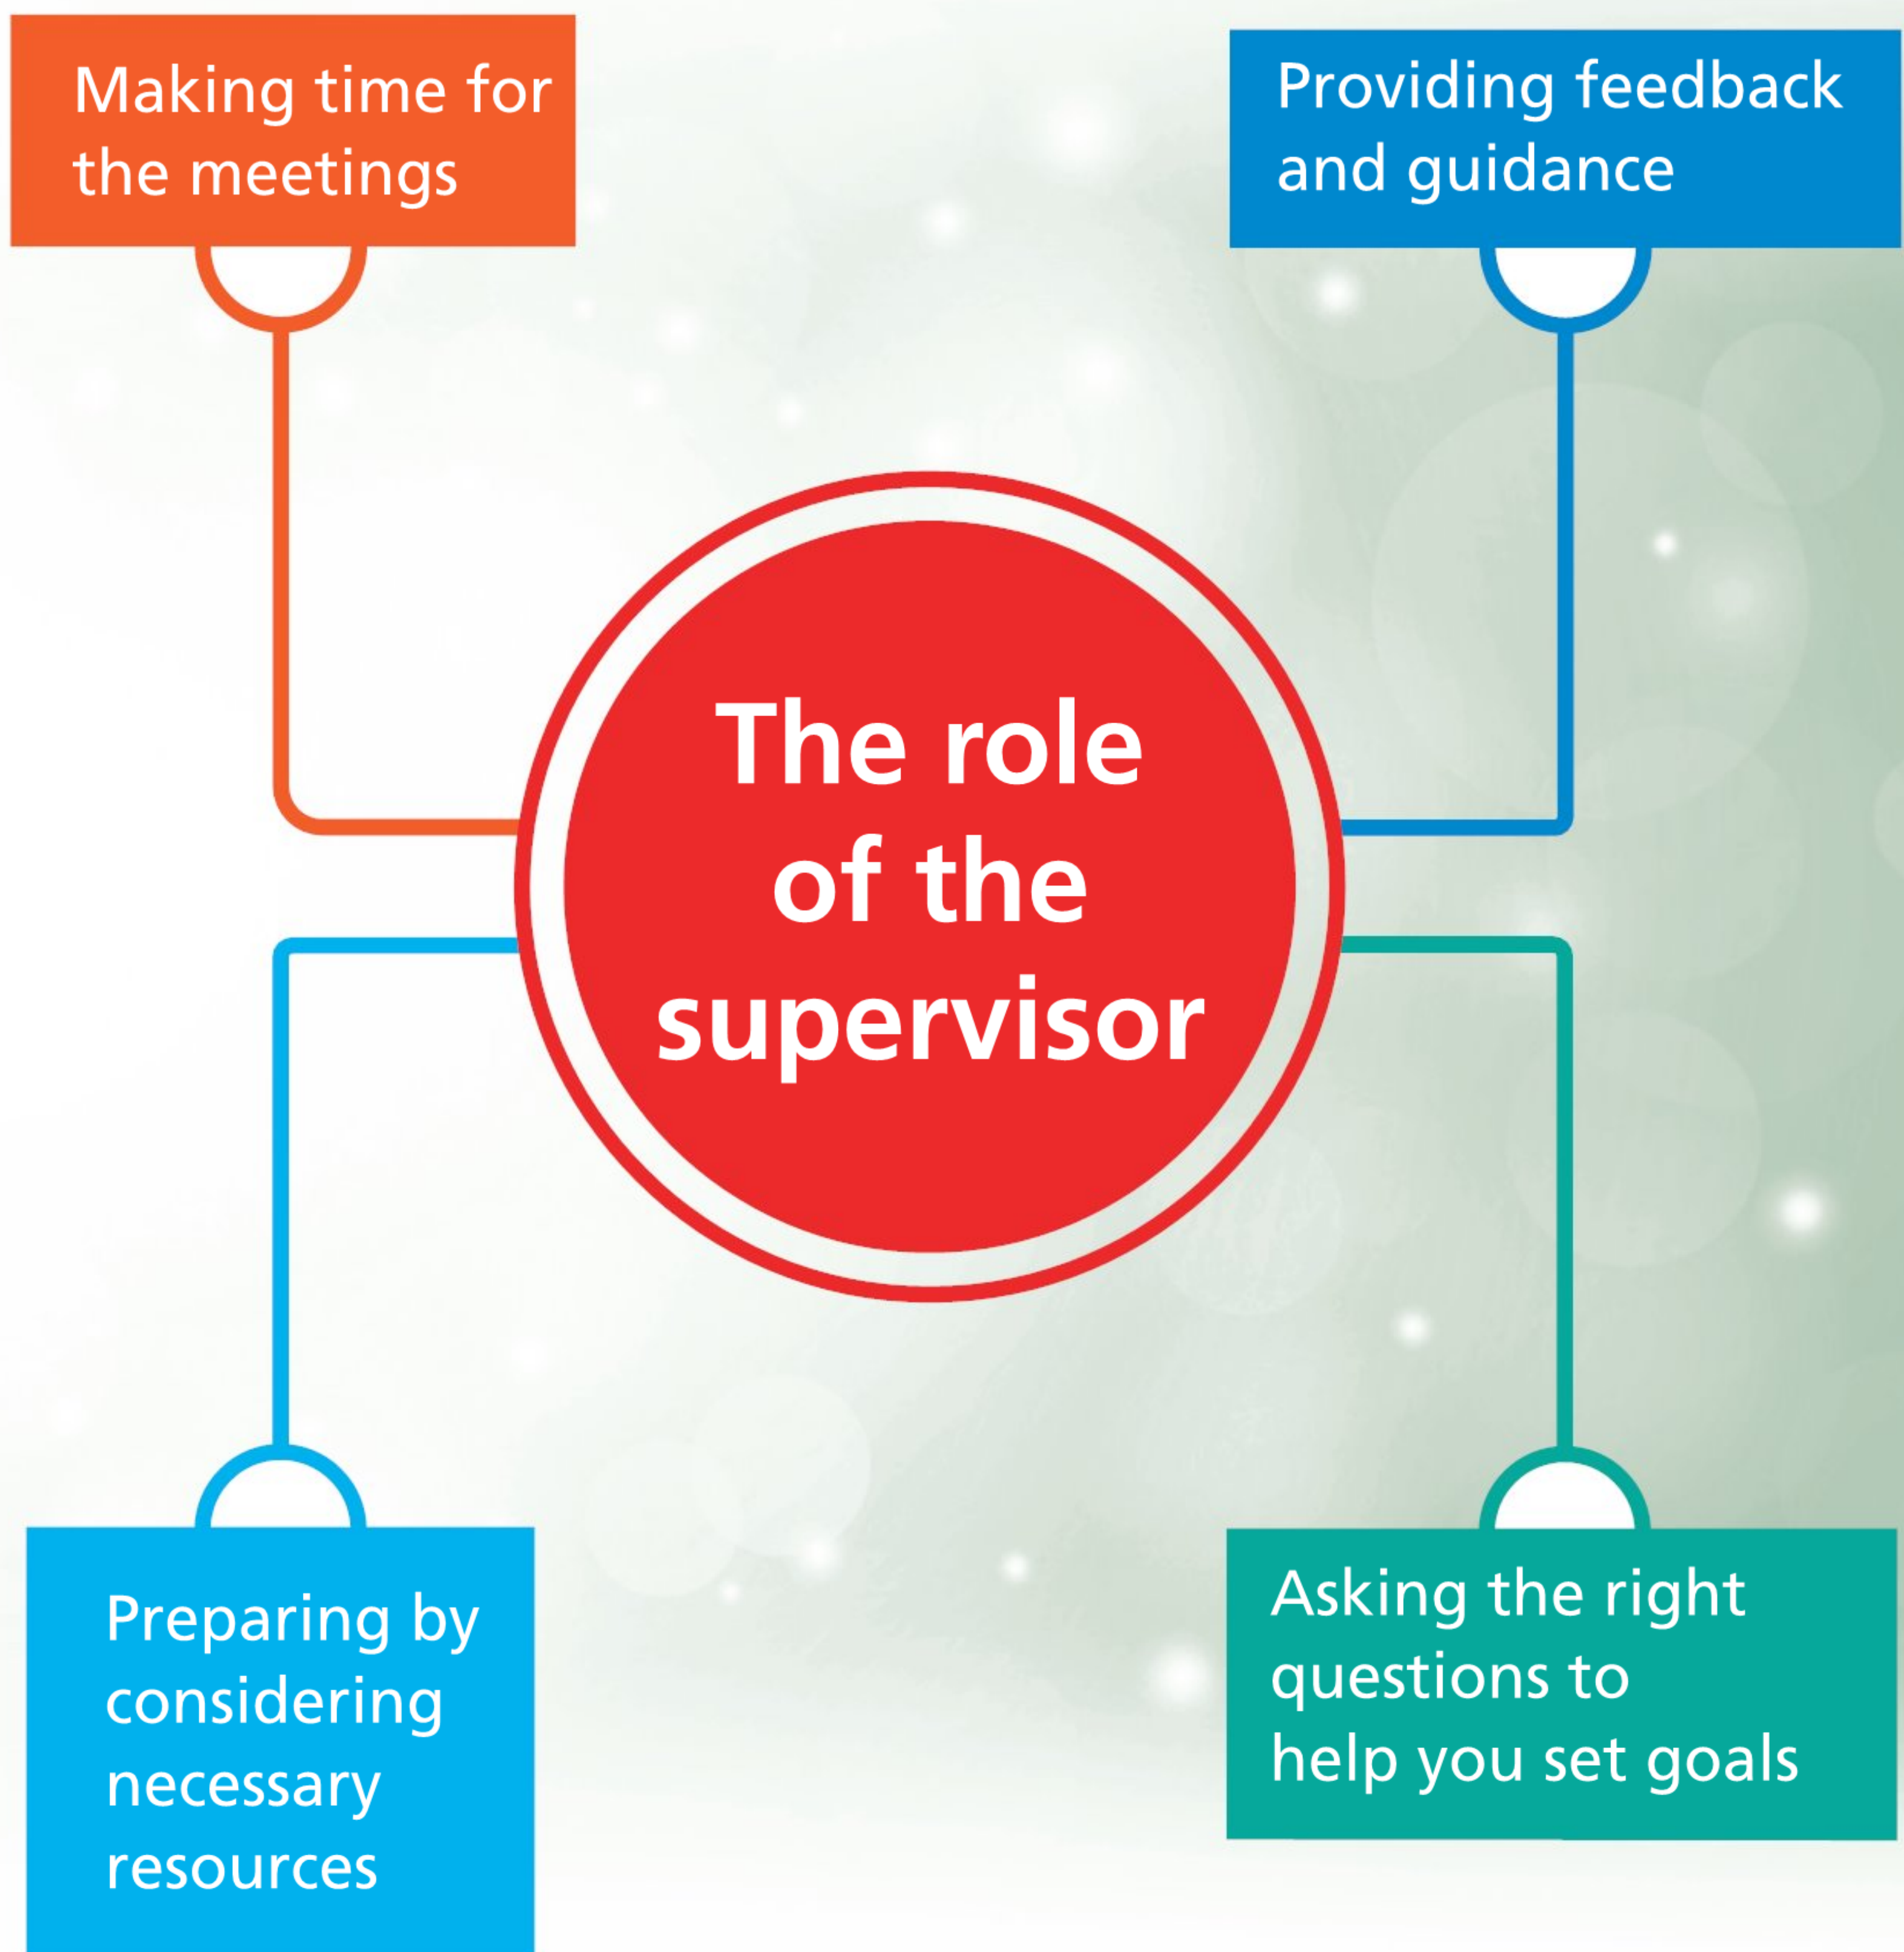 Making time for
the meetings
Providing feedback
and guidance
The role
of the
supervisor
Preparing by
considering
necessary
resources
Asking the right
questions to
help you set goals